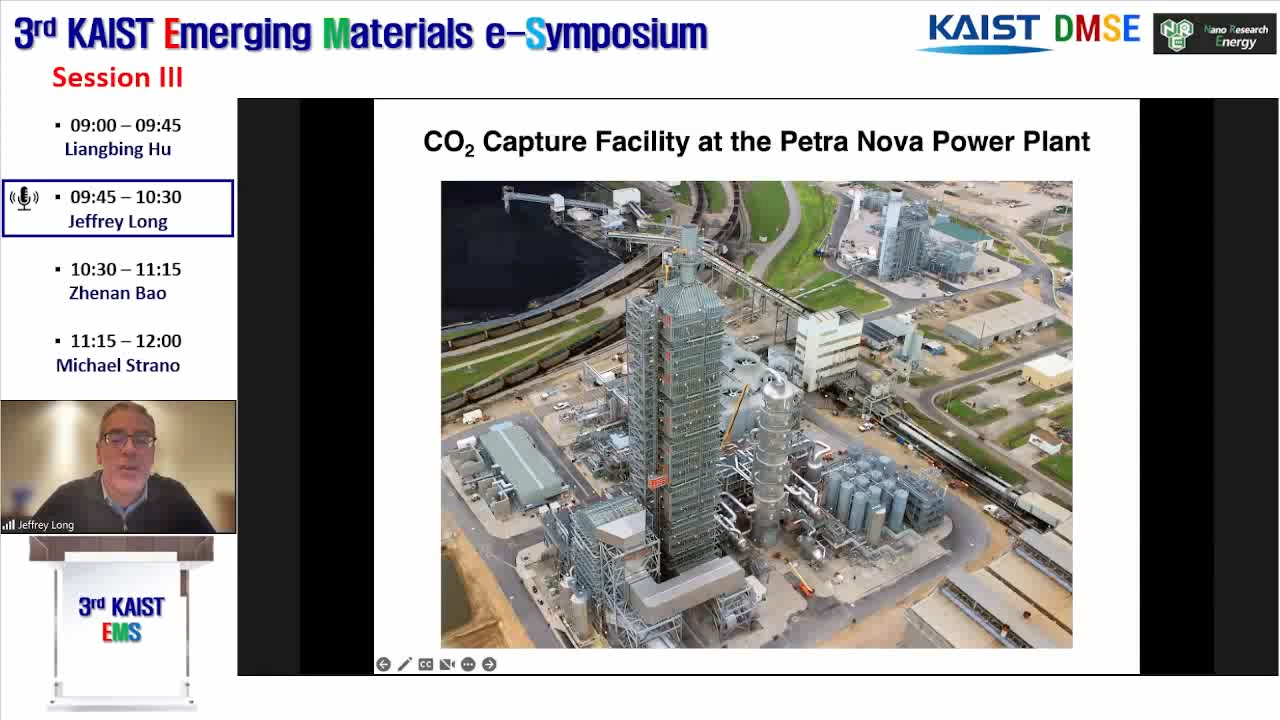 3rd KAIST Emerging Materials e-Symposium
KAIST DMSE
NRE
Nano Research
Energy
Session III
▪ 09:00 – 09:45
Liangbing Hu
▪ 09:45 – 10:30
Jeffrey Long
▪ 10:30 – 11:15
Zhenan Bao
▪ 11:15 – 12:00
Michael Strano
Jeffrey Long
3rd KAIST
EMS
CO₂ Capture Facility at the Petra Nova Power Plant
CC